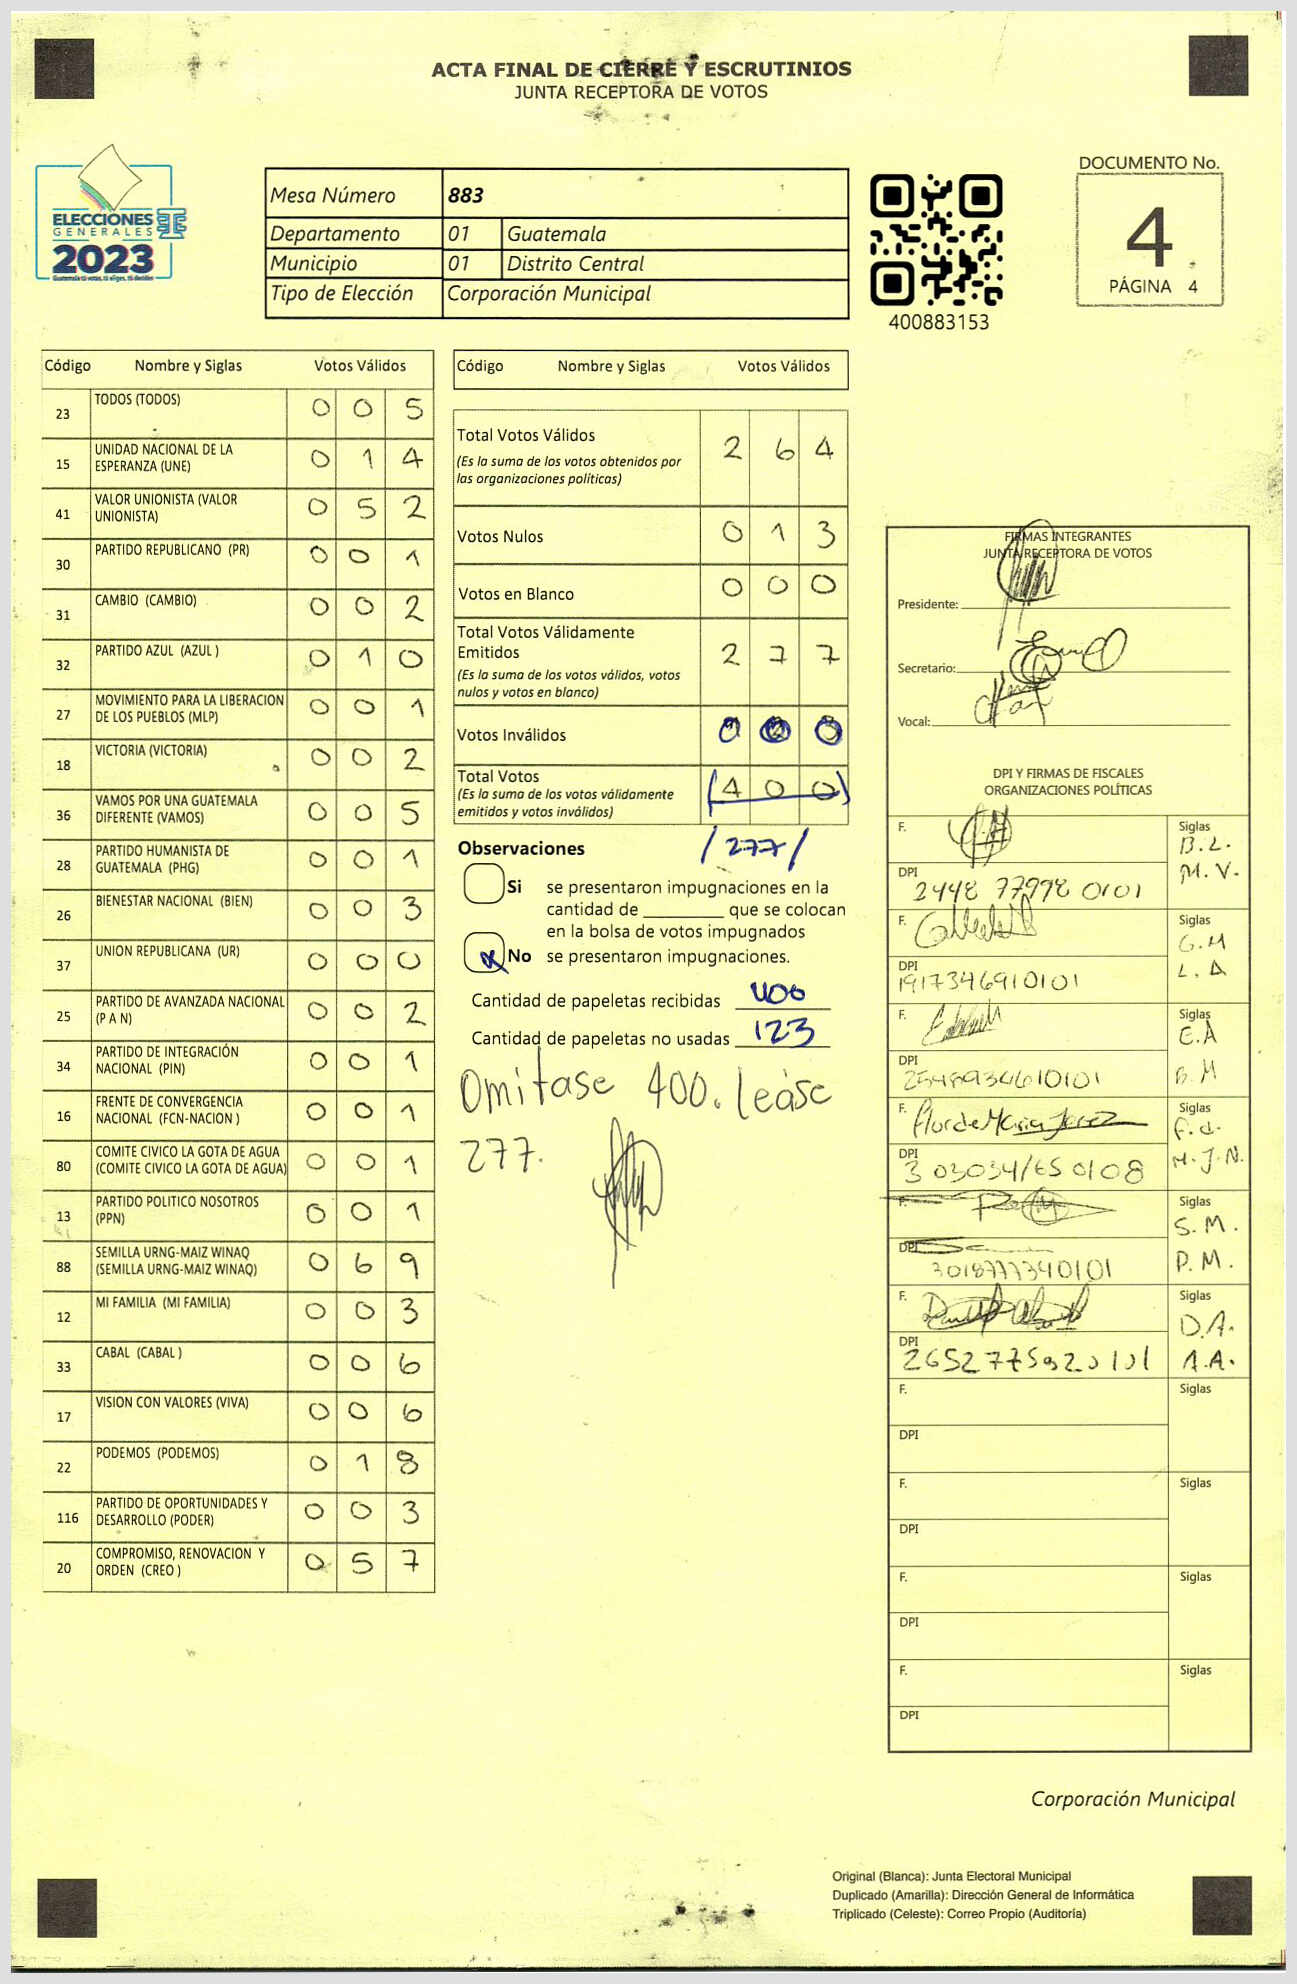 ACTA FINAL DE CIERRE Y ESCRUTINIOS
JUNTA RECEPTORA DE VOTOS
ELECCIONES
GENERALES
2023
Guatemala tú votas, tú eliges, tú decides
Mesa Número 883
Departamento 01 Guatemala
Municipio 01 Distrito Central
Tipo de Elección Corporación Municipal
400883153
DOCUMENTO No.
4
PÁGINA 4
Código Nombre y Siglas Votos Válidos
23 TODOS (TODOS) 0 0 5
15 UNIDAD NACIONAL DE LA
ESPERANZA (UNE) 0 1 4
41 VALOR UNIONISTA (VALOR
UNIONISTA) 0 5 2
30 PARTIDO REPUBLICANO (PR) 0 0 1
31 CAMBIO (CAMBIO) 0 0 2
32 PARTIDO AZUL (AZUL ) 0 1 0
27 MOVIMIENTO PARA LA LIBERACION
DE LOS PUEBLOS (MLP) 0 0 1
18 VICTORIA (VICTORIA) 0 0 2
36 VAMOS POR UNA GUATEMALA
DIFERENTE (VAMOS) 0 0 5
28 PARTIDO HUMANISTA DE
GUATEMALA (PHG) 0 0 1
26 BIENESTAR NACIONAL (BIEN) 0 0 3
37 UNION REPUBLICANA (UR) 0 0 0
25 PARTIDO DE AVANZADA NACIONAL
(P A N) 0 0 2
34 PARTIDO DE INTEGRACIÓN
NACIONAL (PIN) 0 0 1
16 FRENTE DE CONVERGENCIA
NACIONAL (FCN-NACION ) 0 0 1
80 COMITE CIVICO LA GOTA DE AGUA
(COMITE CIVICO LA GOTA DE AGUA) 0 0 1
13 PARTIDO POLITICO NOSOTROS
(PPN) 0 0 1
88 SEMILLA URNG-MAIZ WINAQ
(SEMILLA URNG-MAIZ WINAQ) 0 6 9
12 MI FAMILIA (MI FAMILIA) 0 0 3
33 CABAL (CABAL ) 0 0 6
17 VISION CON VALORES (VIVA) 0 0 6
22 PODEMOS (PODEMOS) 0 1 8
116 PARTIDO DE OPORTUNIDADES Y
DESARROLLO (PODER) 0 0 3
20 COMPROMISO, RENOVACION Y
ORDEN (CREO ) 0 5 7
Código Nombre y Siglas Votos Válidos
Total Votos Válidos 2 6 4
(Es la suma de los votos obtenidos por
las organizaciones políticas)
Votos Nulos 0 1 3
Votos en Blanco 0 0 0
Total Votos Válidamente
Emitidos 2 7 7
(Es la suma de los votos válidos, votos
nulos y votos en blanco)
Votos Inválidos 0 0 0
Total Votos (4 0 0)
(Es la suma de los votos válidamente
emitidos y votos inválidos)
/277/
Observaciones
Si se presentaron impugnaciones en la
cantidad de ________ que se colocan
en la bolsa de votos impugnados
x No se presentaron impugnaciones.
Cantidad de papeletas recibidas 400
Cantidad de papeletas no usadas 123
Omitase 400. leáse
277.
FIRMAS INTEGRANTES
JUNTA RECEPTORA DE VOTOS
Presidente:
Secretario:
Vocal:
DPI Y FIRMAS DE FISCALES
ORGANIZACIONES POLÍTICAS
F. Siglas
B.L.
M.V.
DPI
2448 77998 0101
F. Siglas
G.M
L.A
DPI
1917346910101
F. Siglas
E.A
B.M
DPI
2548934610101
F. Flor de Maria Jerez Siglas
F.d.
M.J.N.
DPI
3 03034165 0108
F. Siglas
S.M.
P.M.
DPI
F. Siglas
D.A.
A.A.
DPI
F. Siglas
DPI
F. Siglas
DPI
F. Siglas
DPI
F. Siglas
DPI
Corporación Municipal
Original (Blanca): Junta Electoral Municipal
Duplicado (Amarilla): Dirección General de Informática
Triplicado (Celeste): Correo Propio (Auditoría)